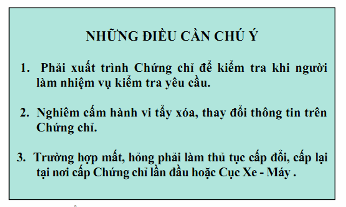 NHỮNG ĐIỀU CẦN CHÚ Ý
1. Phải xuất trình Chứng chỉ để kiểm tra khi người
làm nhiệm vụ kiểm tra yêu cầu.
2. Nghiêm cấm hành vi tẩy xóa, thay đổi thông tin trên
Chứng chỉ.
3. Trường hợp mất, hỏng phải làm thủ tục cấp đổi, cấp lại
tại nơi cấp Chứng chỉ lần đầu hoặc Cục Xe - Máy .